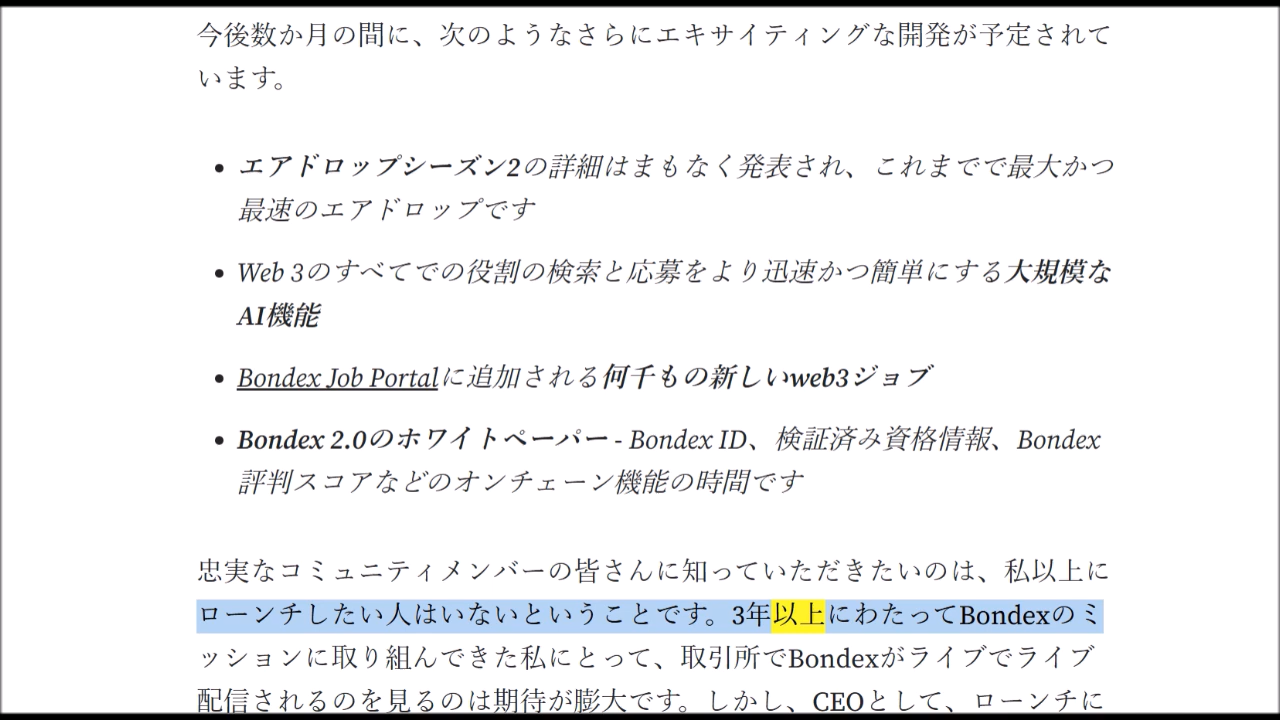 今後数か月の間に、次のようなさらにエキサイティングな開発が予定されて
います。
• エアドロップシーズン2の詳細はまもなく発表され、これまでで最大かつ
最速のエアドロップです
• Web 3のすべてでの役割の検索と応募をより迅速かつ簡単にする大規模な
AI機能
• Bondex Job Portalに追加される何千もの新しいweb3ジョブ
• Bondex 2.0のホワイトペーパー - Bondex ID、検証済み資格情報、Bondex
評判スコアなどのオンチェーン機能の時間です
忠実なコミュニティメンバーの皆さんに知っていただきたいのは、私以上に
ローンチしたい人はいないということです。3年以上にわたってBondexのミ
ッションに取り組んできた私にとって、取引所でBondexがライブでライブ
配信されるのを見るのは期待が膨大です。しかし、CEOとして、ローンチに